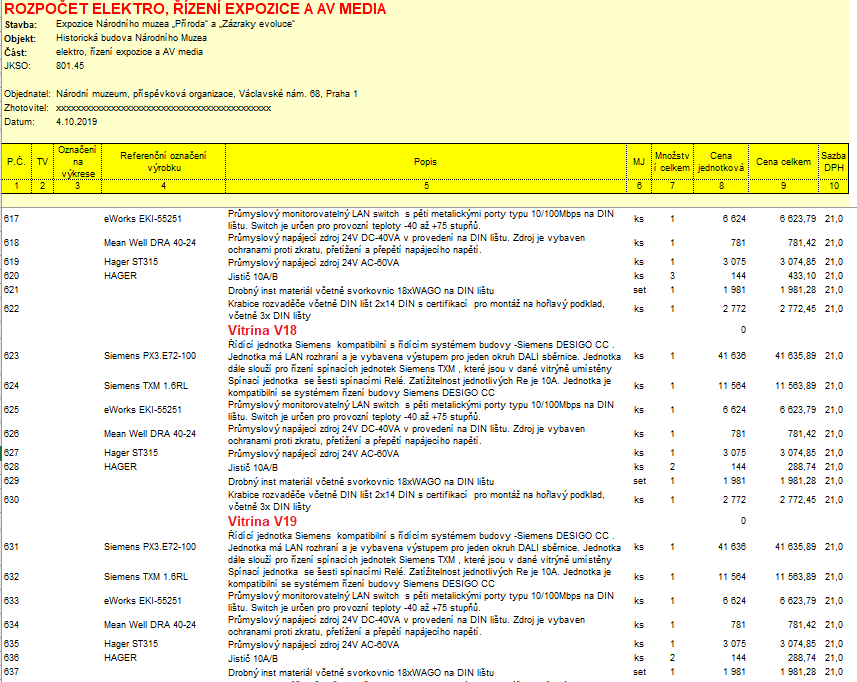 ROZPOČET ELEKTRO, ŘÍZENÍ EXPOZICE A AV MEDIA
Stavba: Expozice Národního muzea „Příroda“ a „Zázraky evoluce“
Objekt: Historická budova Národního Muzea
Část: elektro, řízení expozice a AV media
JKSO: 801.45
Objednatel: Národní muzeum, příspěvková organizace, Václavské nám. 68, Praha 1
Zhotovitel: xxxxxxxxxxxxxxxxxxxxxxxxxxxxxxxxxxxxxxxxxxx
Datum: 4.10.2019
P.Č. TV Označení na výkrese Referenční označení výrobku Popis MJ Množství celkem Cena jednotková Cena celkem Sazba DPH
1 2 3 4 5 6 7 8 9 10
617 eWorks EKI-55251 Průmyslový monitorovatelný LAN switch s pěti metalickými porty typu 10/100Mbps na DIN ks 1 6 624 6 623,79 21,0
lištu. Switch je určen pro provozní teploty -40 až +75 stupňů.
618 Mean Well DRA 40-24 Průmyslový napájecí zdroj 24V DC-40VA v provedení na DIN lištu. Zdroj je vybaven ks 1 781 781,42 21,0
ochranami proti zkratu, přetížení a přepětí napájecího napětí.
619 Hager ST315 Průmyslový napájecí zdroj 24V AC-60VA ks 1 3 075 3 074,85 21,0
620 HAGER Jistič 10A/B ks 3 144 433,10 21,0
621 Drobný inst materiál včetně svorkovnic 18xWAGO na DIN lištu set 1 1 981 1 981,28 21,0
622 Krabice rozvaděče včetně DIN lišt 2x14 DIN s certifikací pro montáž na hořlavý podklad, ks 1 2 772 2 772,45 21,0
včetně 3x DIN lišty
Vitrína V18 0
Řídící jednotka Siemens kompatibilní s řídícím systémem budovy -Siemens DESIGO CC .
623 Siemens PX3.E72-100 Jednotka má LAN rozhraní a je vybavena výstupem pro jeden okruh DALI sběrnice. Jednotka ks 1 41 636 41 635,89 21,0
dále slouží pro řízení spínacích jednotek Siemens TXM , které jsou v dané vitrýně umístěny
624 Siemens TXM 1.6RL Spínací jednotka se šesti spínacími Relé. Zatížitelnost jednotlivých Re je 10A. Jednotka je ks 1 11 564 11 563,89 21,0
kompatibilní se systémem řízení budovy Siemens DESIGO CC
625 eWorks EKI-55251 Průmyslový monitorovatelný LAN switch s pěti metalickými porty typu 10/100Mbps na DIN ks 1 6 624 6 623,79 21,0
lištu. Switch je určen pro provozní teploty -40 až +75 stupňů.
626 Mean Well DRA 40-24 Průmyslový napájecí zdroj 24V DC-40VA v provedení na DIN lištu. Zdroj je vybaven ks 1 781 781,42 21,0
ochranami proti zkratu, přetížení a přepětí napájecího napětí.
627 Hager ST315 Průmyslový napájecí zdroj 24V AC-60VA ks 1 3 075 3 074,85 21,0
628 HAGER Jistič 10A/B ks 2 144 288,74 21,0
629 Drobný inst materiál včetně svorkovnic 18xWAGO na DIN lištu set 1 1 981 1 981,28 21,0
630 Krabice rozvaděče včetně DIN lišt 2x14 DIN s certifikací pro montáž na hořlavý podklad, ks 1 2 772 2 772,45 21,0
včetně 3x DIN lišty
Vitrína V19 0
Řídící jednotka Siemens kompatibilní s řídícím systémem budovy -Siemens DESIGO CC .
631 Siemens PX3.E72-100 Jednotka má LAN rozhraní a je vybavena výstupem pro jeden okruh DALI sběrnice. Jednotka ks 1 41 636 41 635,89 21,0
dále slouží pro řízení spínacích jednotek Siemens TXM , které jsou v dané vitrýně umístěny
632 Siemens TXM 1.6RL Spínací jednotka se šesti spínacími Relé. Zatížitelnost jednotlivých Re je 10A. Jednotka je ks 1 11 564 11 563,89 21,0
kompatibilní se systémem řízení budovy Siemens DESIGO CC
633 eWorks EKI-55251 Průmyslový monitorovatelný LAN switch s pěti metalickými porty typu 10/100Mbps na DIN ks 1 6 624 6 623,79 21,0
lištu. Switch je určen pro provozní teploty -40 až +75 stupňů.
634 Mean Well DRA 40-24 Průmyslový napájecí zdroj 24V DC-40VA v provedení na DIN lištu. Zdroj je vybaven ks 1 781 781,42 21,0
ochranami proti zkratu, přetížení a přepětí napájecího napětí.
635 Hager ST315 Průmyslový napájecí zdroj 24V AC-60VA ks 1 3 075 3 074,85 21,0
636 HAGER Jistič 10A/B ks 2 144 288,74 21,0
637 Drobný inst materiál včetně svorkovnic 18xWAGO na DIN lištu set 1 1 981 1 981,28 21,0